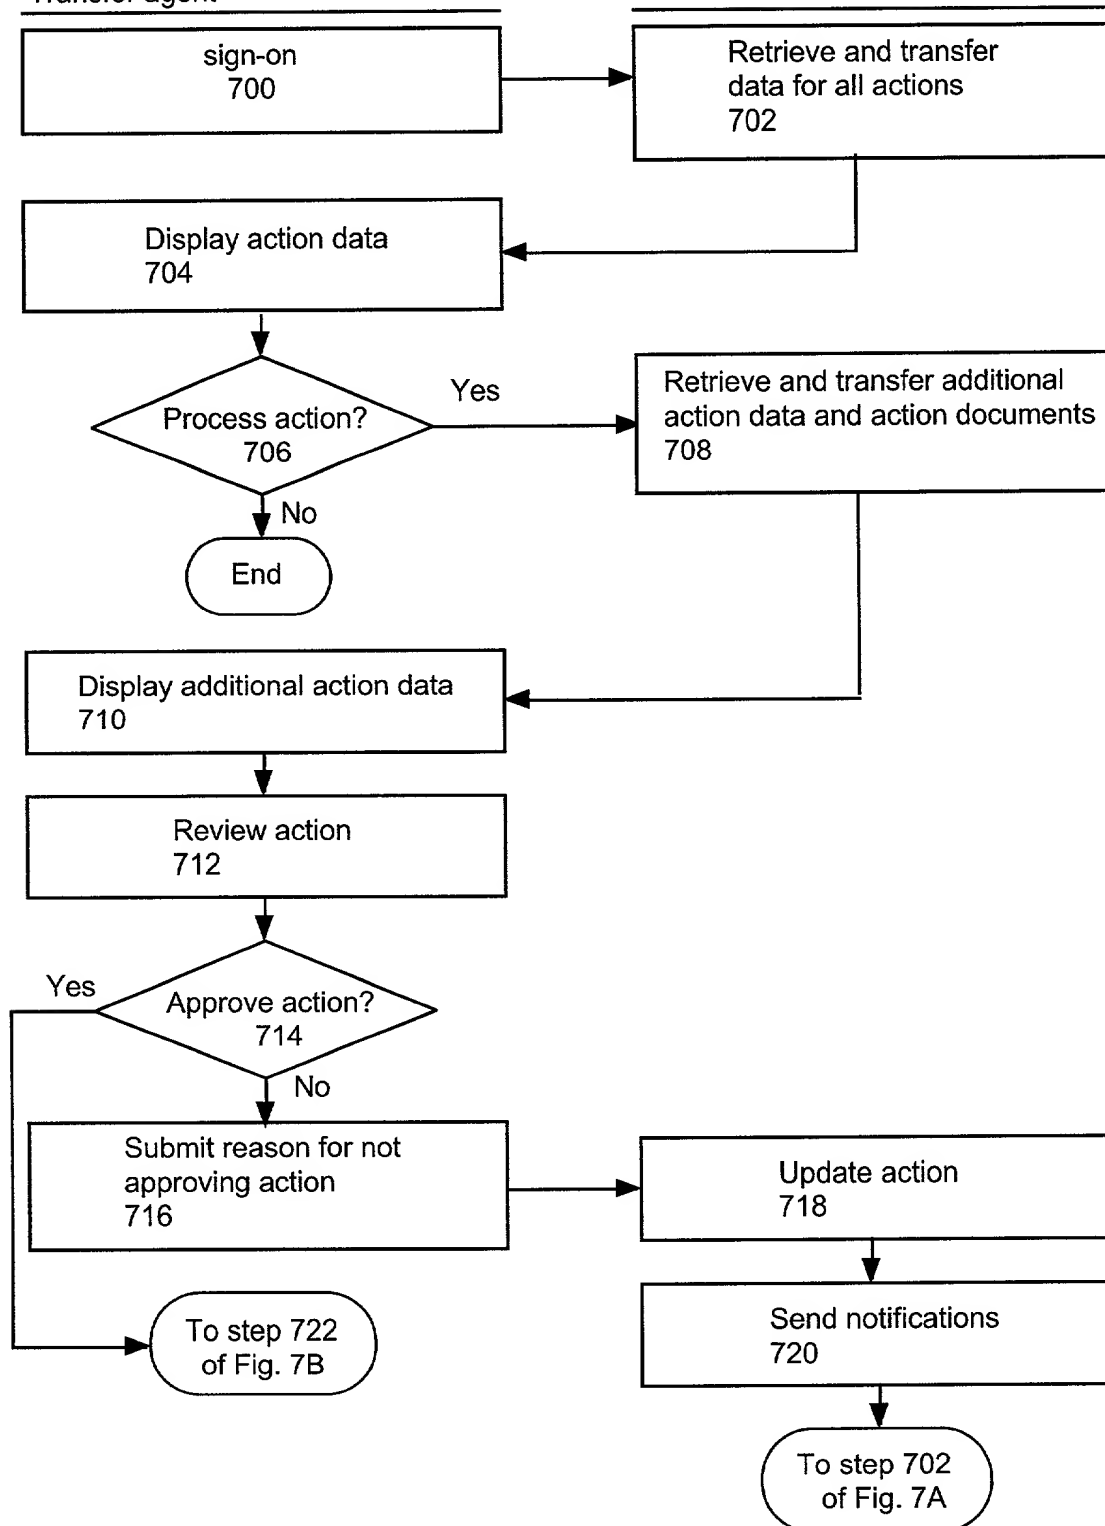 Transfer agent
sign-on
700
Retrieve and transfer
data for all actions
702
Display action data
704
Process action?
706
Yes
No
End
Retrieve and transfer additional
action data and action documents
708
Display additional action data
710
Review action
712
Approve action?
714
Yes
No
Submit reason for not
approving action
716
Update action
718
Send notifications
720
To step 722
of Fig. 7B
To step 702
of Fig. 7A